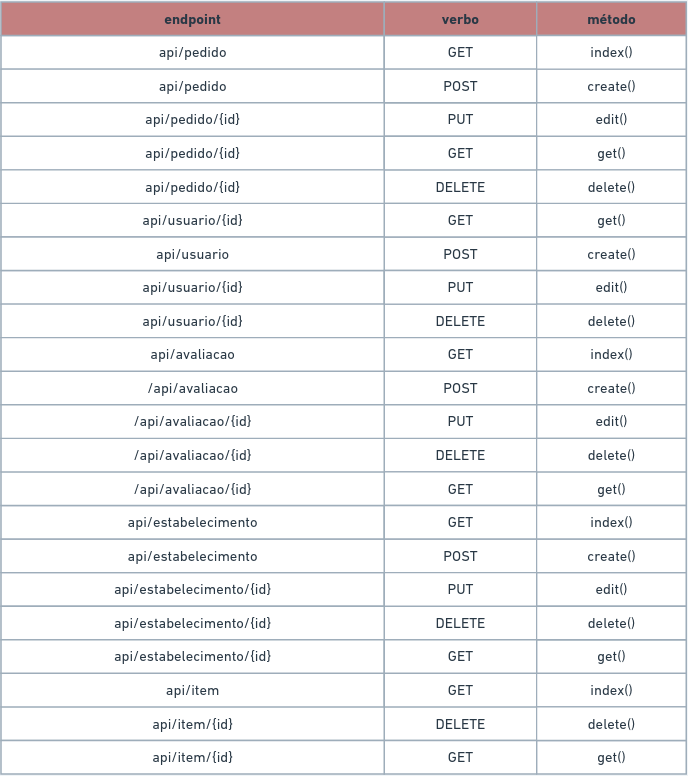 endpoint verbo método
api/pedido GET index()
api/pedido POST create()
api/pedido/{id} PUT edit()
api/pedido/{id} GET get()
api/pedido/{id} DELETE delete()
api/usuario/{id} GET get()
api/usuario POST create()
api/usuario/{id} PUT edit()
api/usuario/{id} DELETE delete()
api/avaliacao GET index()
/api/avaliacao POST create()
/api/avaliacao/{id} PUT edit()
/api/avaliacao/{id} DELETE delete()
/api/avaliacao/{id} GET get()
api/estabelecimento GET index()
api/estabelecimento POST create()
api/estabelecimento/{id} PUT edit()
api/estabelecimento/{id} DELETE delete()
api/estabelecimento/{id} GET get()
api/item GET index()
api/item/{id} DELETE delete()
api/item/{id} GET get()